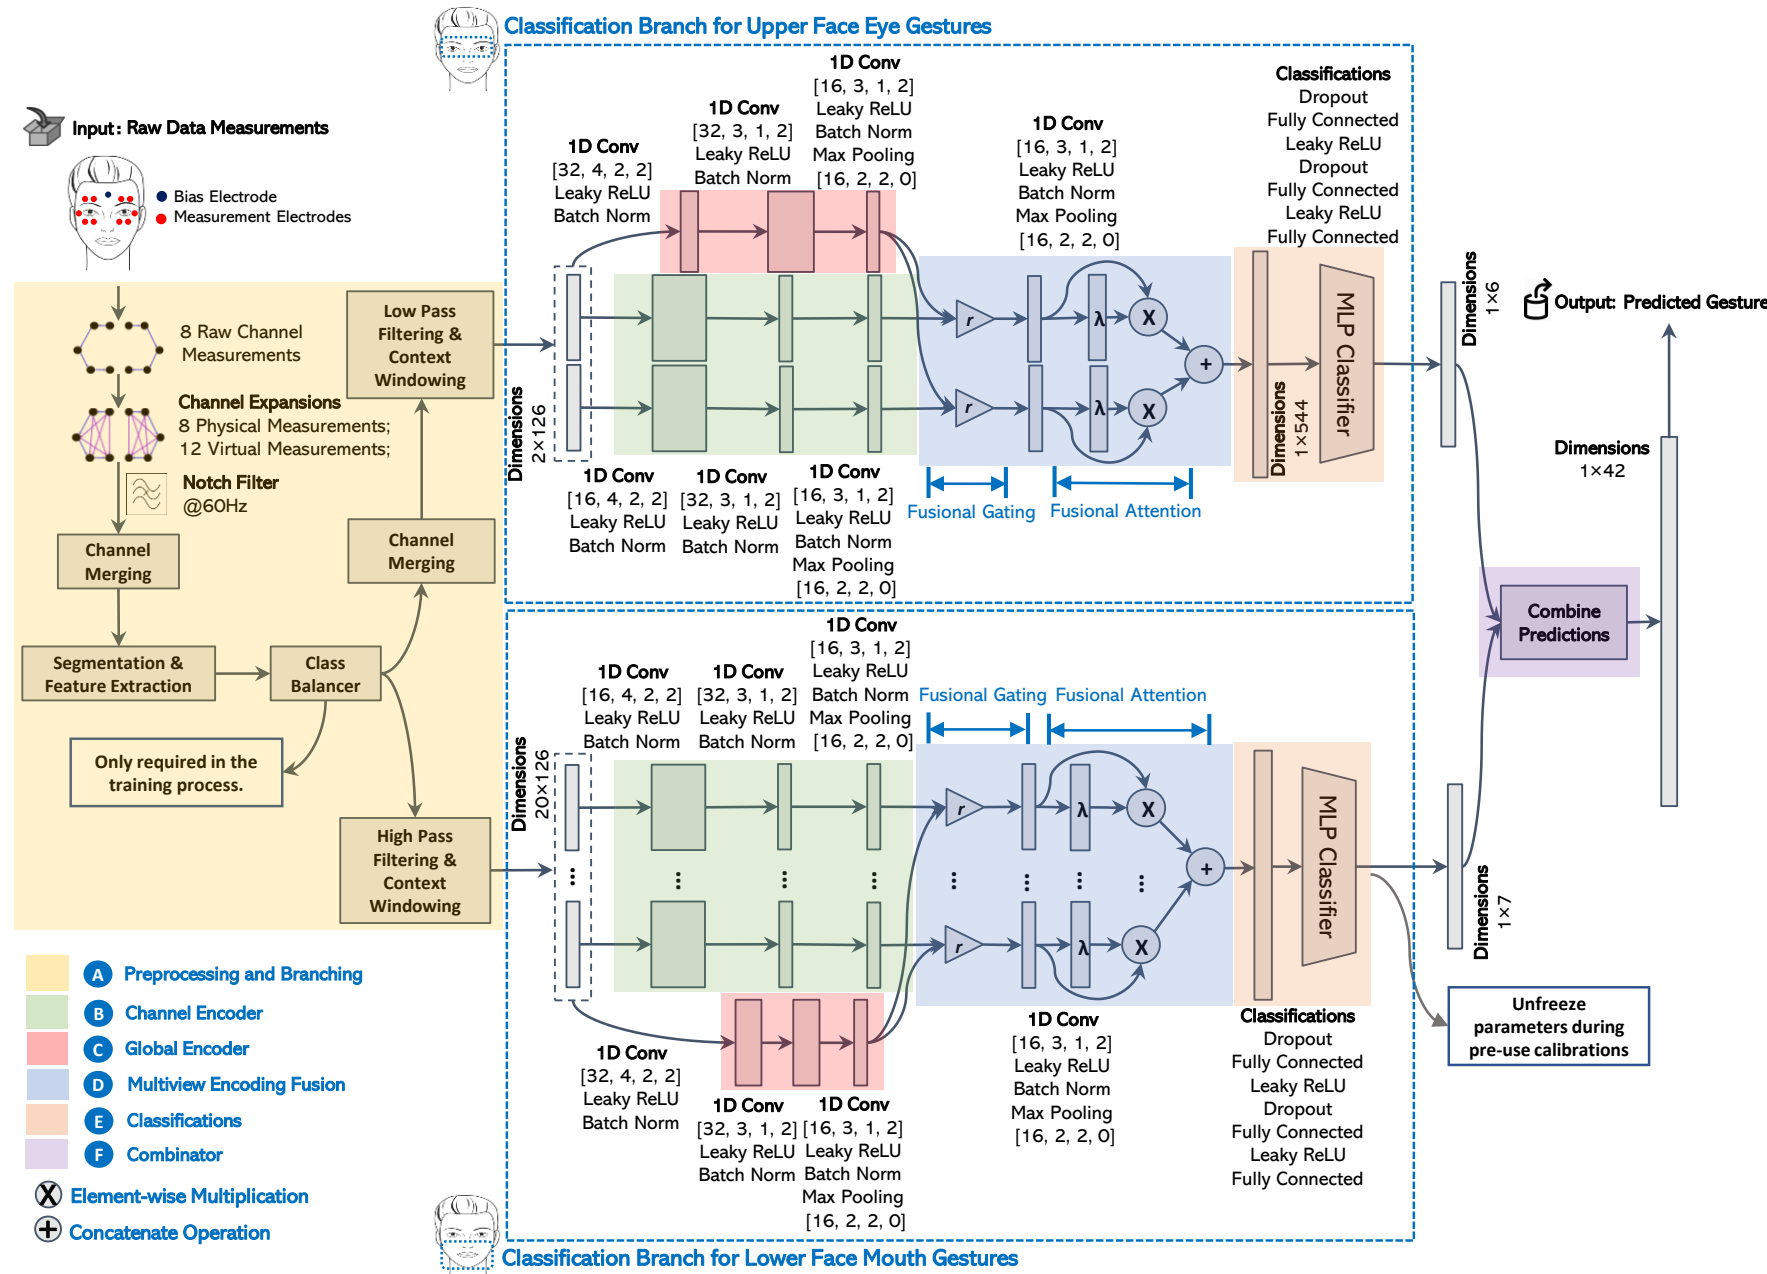 Classification Branch for Upper Face Eye Gestures
Input: Raw Data Measurements
Bias Electrode
Measurement Electrodes
8 Raw Channel
Measurements
Channel Expansions
8 Physical Measurements;
12 Virtual Measurements;
Notch Filter
@60Hz
Channel
Merging
Segmentation &
Feature Extraction
Class
Balancer
Only required in the
training process.
Channel
Merging
Low Pass
Filtering &
Context
Windowing
High Pass
Filtering &
Context
Windowing
Dimensions
2×126
1D Conv
[32, 4, 2, 2]
Leaky ReLU
Batch Norm
1D Conv
[32, 3, 1, 2]
Leaky ReLU
Batch Norm
1D Conv
[16, 3, 1, 2]
Leaky ReLU
Batch Norm
Max Pooling
[16, 2, 2, 0]
1D Conv
[16, 3, 1, 2]
Leaky ReLU
Batch Norm
Max Pooling
[16, 2, 2, 0]
Classifications
Dropout
Fully Connected
Leaky ReLU
Dropout
Fully Connected
Leaky ReLU
Fully Connected
r
λ
X
r
λ
X
+
Dimensions
1×544
MLP Classifier
1D Conv
[16, 4, 2, 2]
Leaky ReLU
Batch Norm
1D Conv
[32, 3, 1, 2]
Leaky ReLU
Batch Norm
1D Conv
[16, 3, 1, 2]
Leaky ReLU
Batch Norm
Max Pooling
[16, 2, 2, 0]
Fusional Gating
Fusional Attention
Dimensions
1×6
Output: Predicted Gesture
Dimensions
1×42
Combine
Predictions
Dimensions
20×126
1D Conv
[16, 4, 2, 2]
Leaky ReLU
Batch Norm
1D Conv
[32, 3, 1, 2]
Leaky ReLU
Batch Norm
1D Conv
[16, 3, 1, 2]
Leaky ReLU
Batch Norm
Max Pooling
[16, 2, 2, 0]
Fusional Gating
Fusional Attention
r
λ
X
...
...
...
...
...
...
...
...
+
r
λ
X
MLP Classifier
Dimensions
1×7
1D Conv
[32, 4, 2, 2]
Leaky ReLU
Batch Norm
1D Conv
[32, 3, 1, 2]
Leaky ReLU
Batch Norm
1D Conv
[16, 3, 1, 2]
Leaky ReLU
Batch Norm
Max Pooling
[16, 2, 2, 0]
1D Conv
[16, 3, 1, 2]
Leaky ReLU
Batch Norm
Max Pooling
[16, 2, 2, 0]
Classifications
Dropout
Fully Connected
Leaky ReLU
Dropout
Fully Connected
Leaky ReLU
Fully Connected
Unfreeze
parameters during
pre-use calibrations
A Preprocessing and Branching
B Channel Encoder
C Global Encoder
D Multiview Encoding Fusion
E Classifications
F Combinator
X Element-wise Multiplication
+ Concatenate Operation
Classification Branch for Lower Face Mouth Gestures